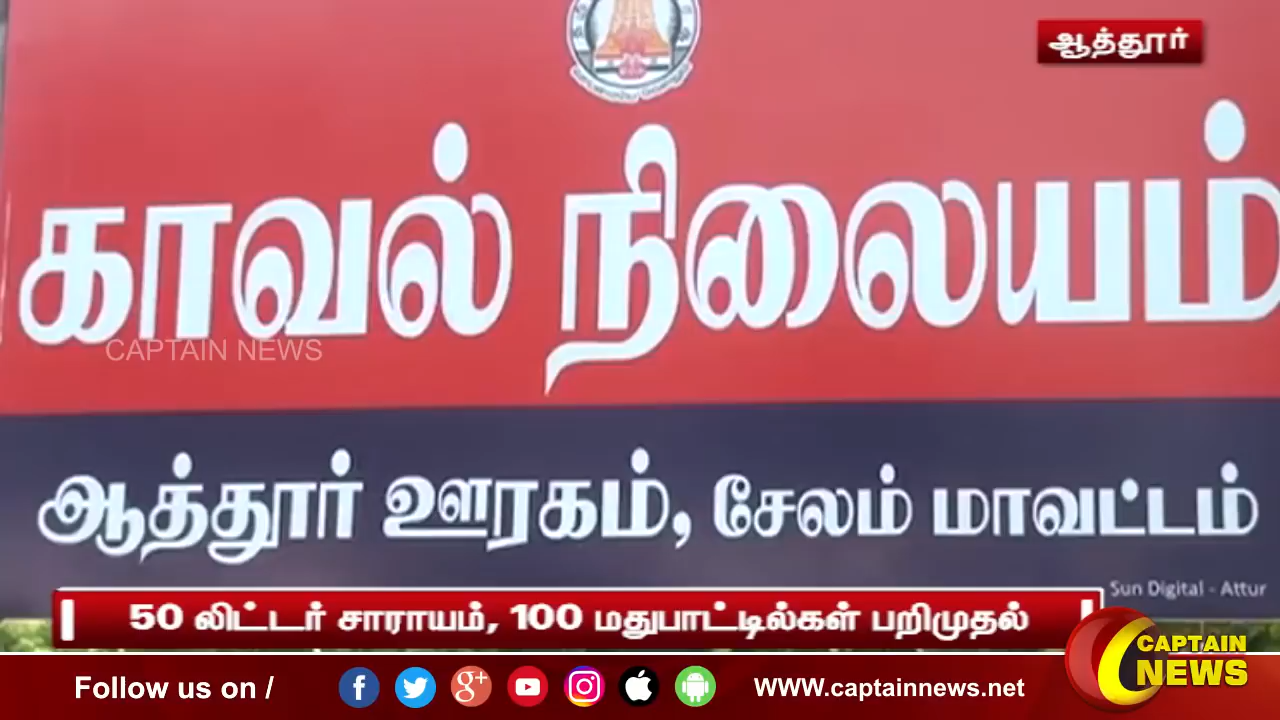 ஆத்தூர்
காவல் நிலையம்
CAPTAIN NEWS
ஆத்தூர் ஊரகம், சேலம் மாவட்டம்
Sun Digital - Attur
50 லிட்டர் சாராயம், 100 மதுபாட்டில்கள் பறிமுதல்
CAPTAIN
NEWS
Follow us on /
WWW.captainnews.net